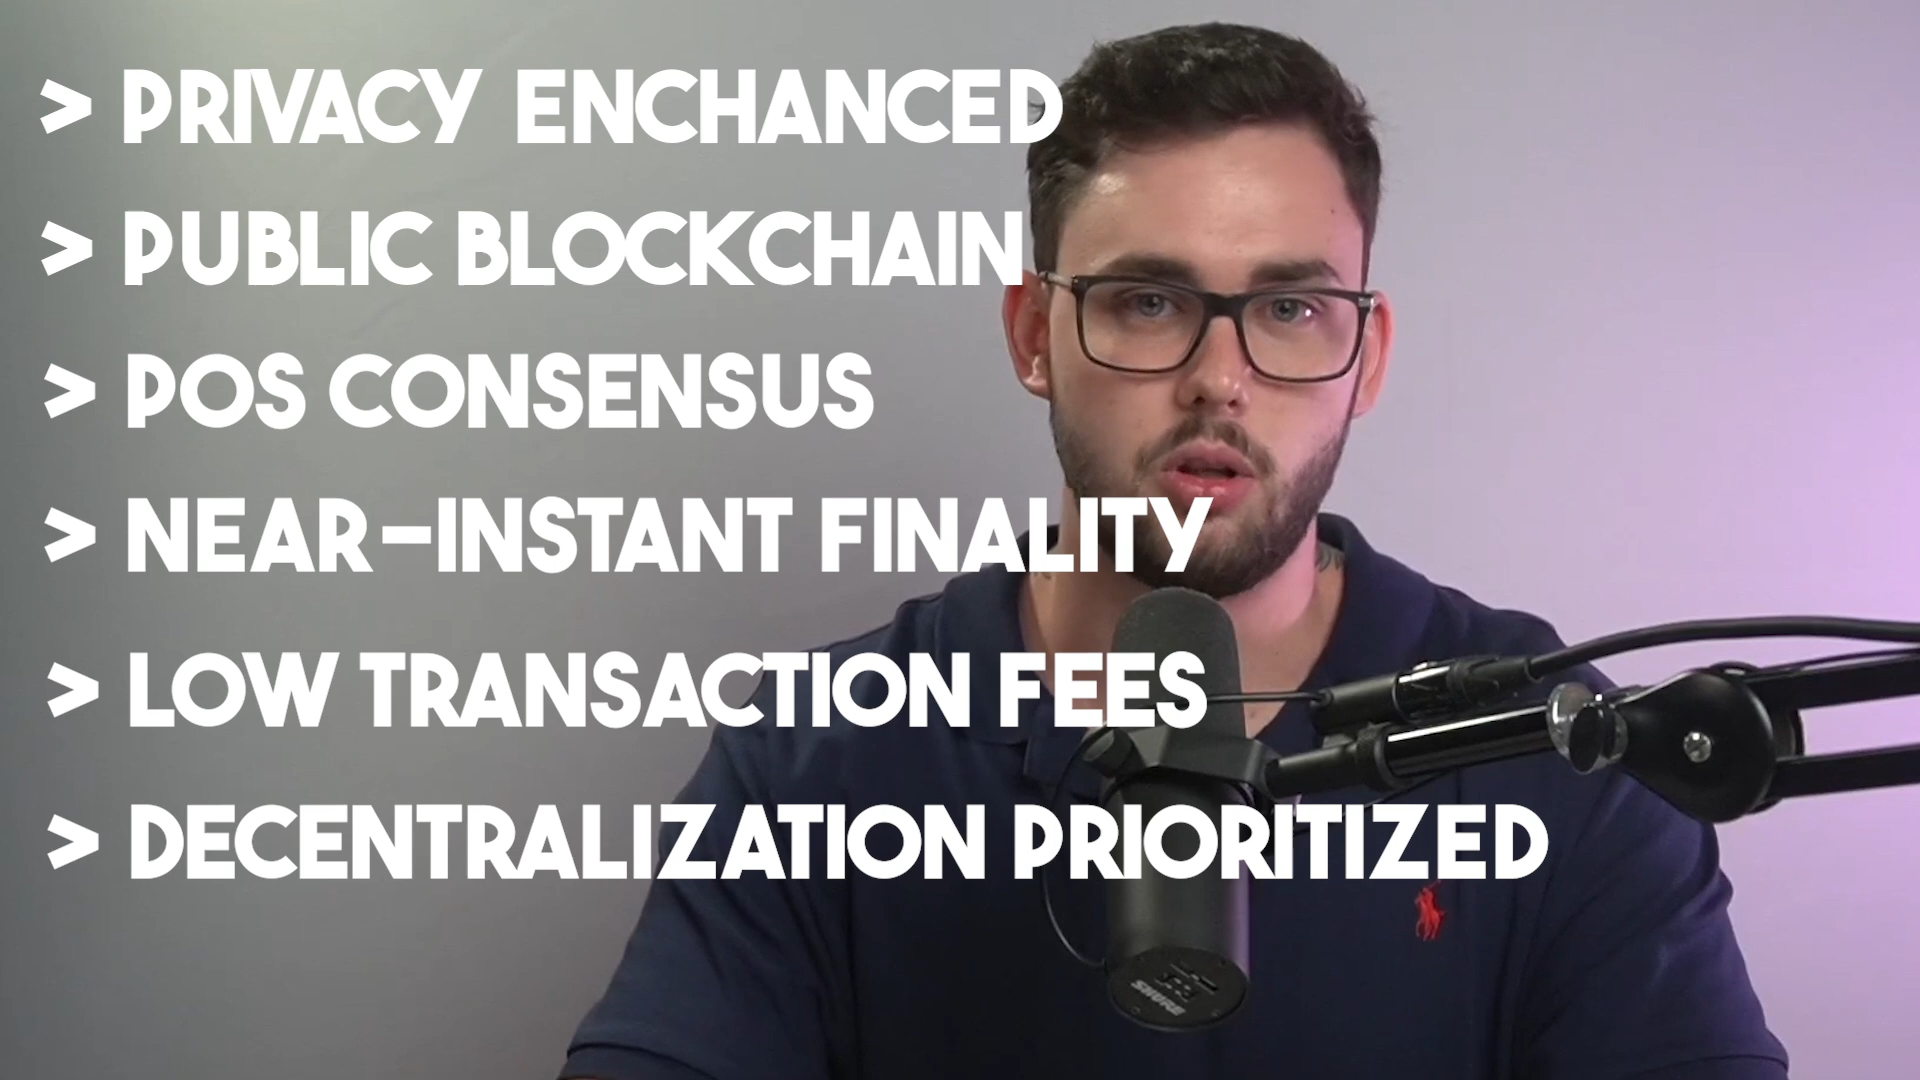 > PRIVACY ENCHANCED
> PUBLIC BLOCKCHAIN
> POS CONSENSUS
> NEAR-INSTANT FINALITY
> LOW TRANSACTION FEES
> DECENTRALIZATION PRIORITIZED
SHURE